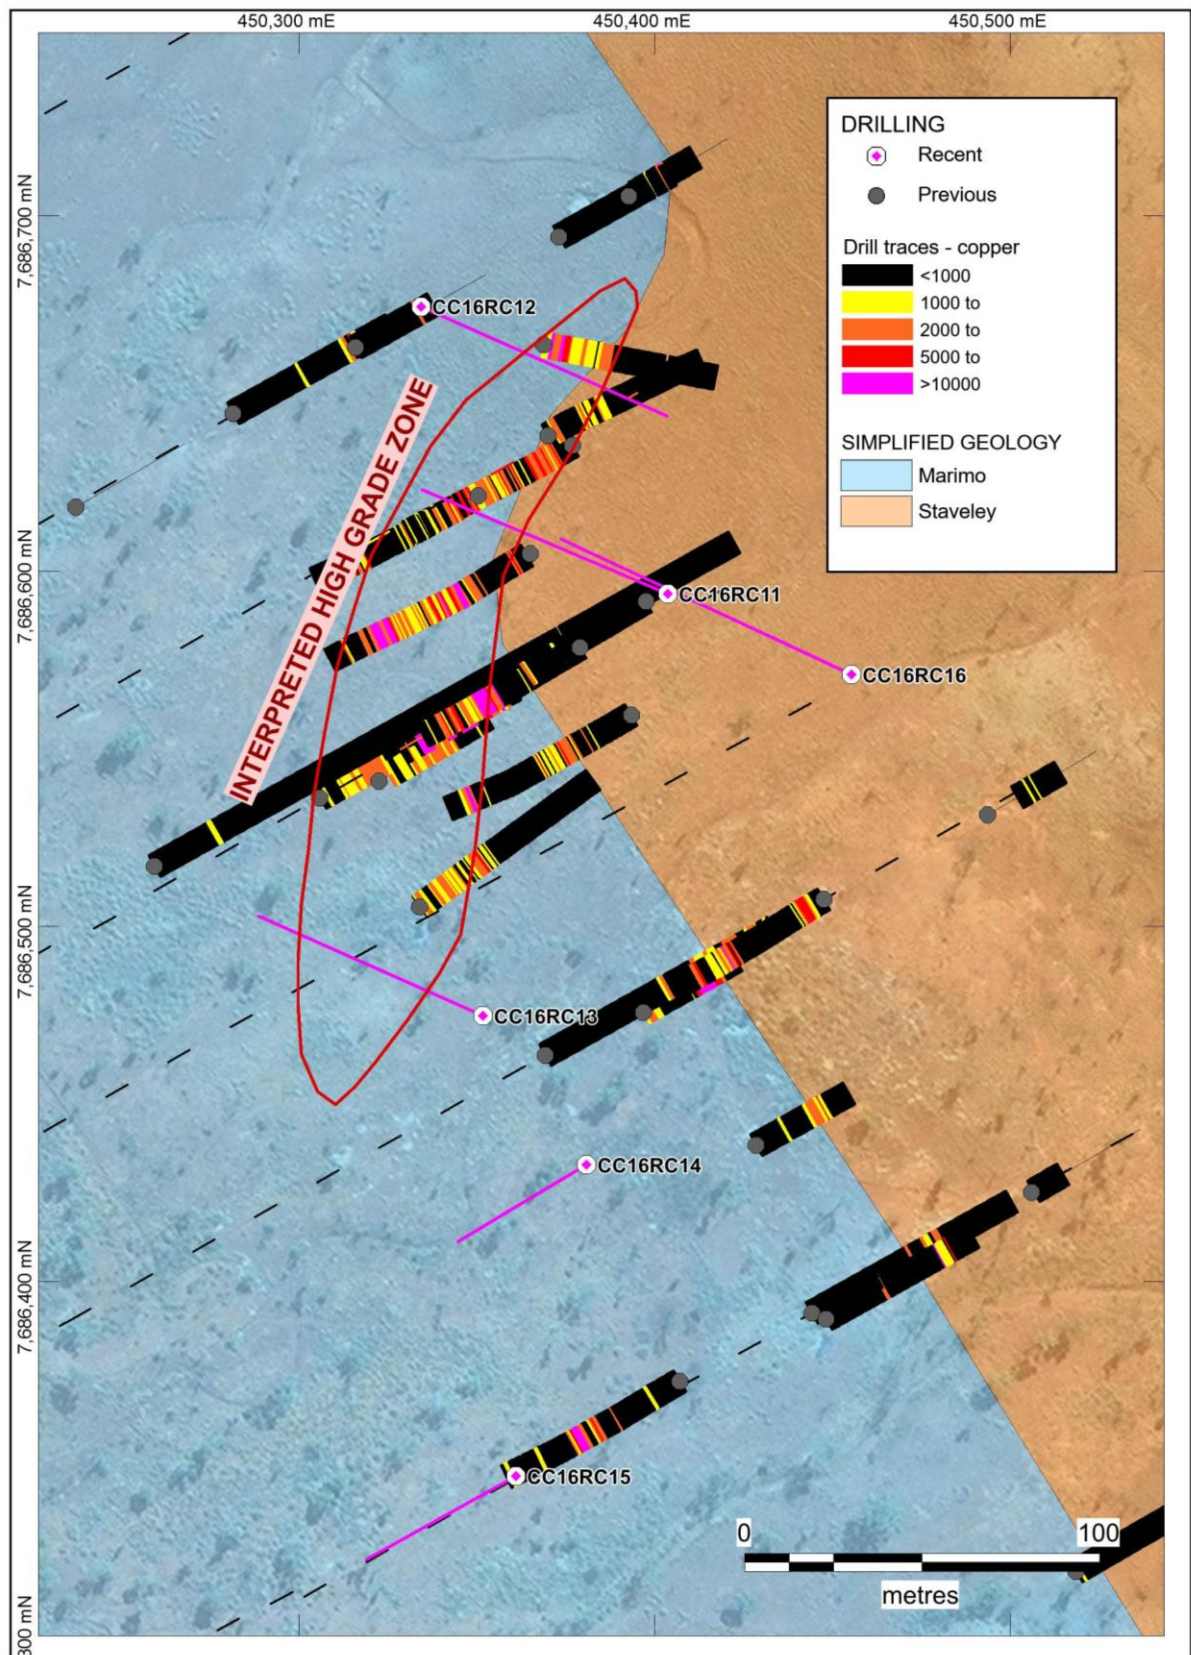 450,300 mE
450,400 mE
450,500 mE
7,686,700 mN
7,686,600 mN
7,686,500 mN
7,686,400 mN
300 mN
DRILLING
Recent
Previous
Drill traces - copper
<1000
1000 to
2000 to
5000 to
>10000
SIMPLIFIED GEOLOGY
Marimo
Staveley
CC16RC12
INTERPRETED HIGH GRADE ZONE
CC16RC11
CC16RC16
CC16RC13
CC16RC14
CC16RC15
0
100
metres